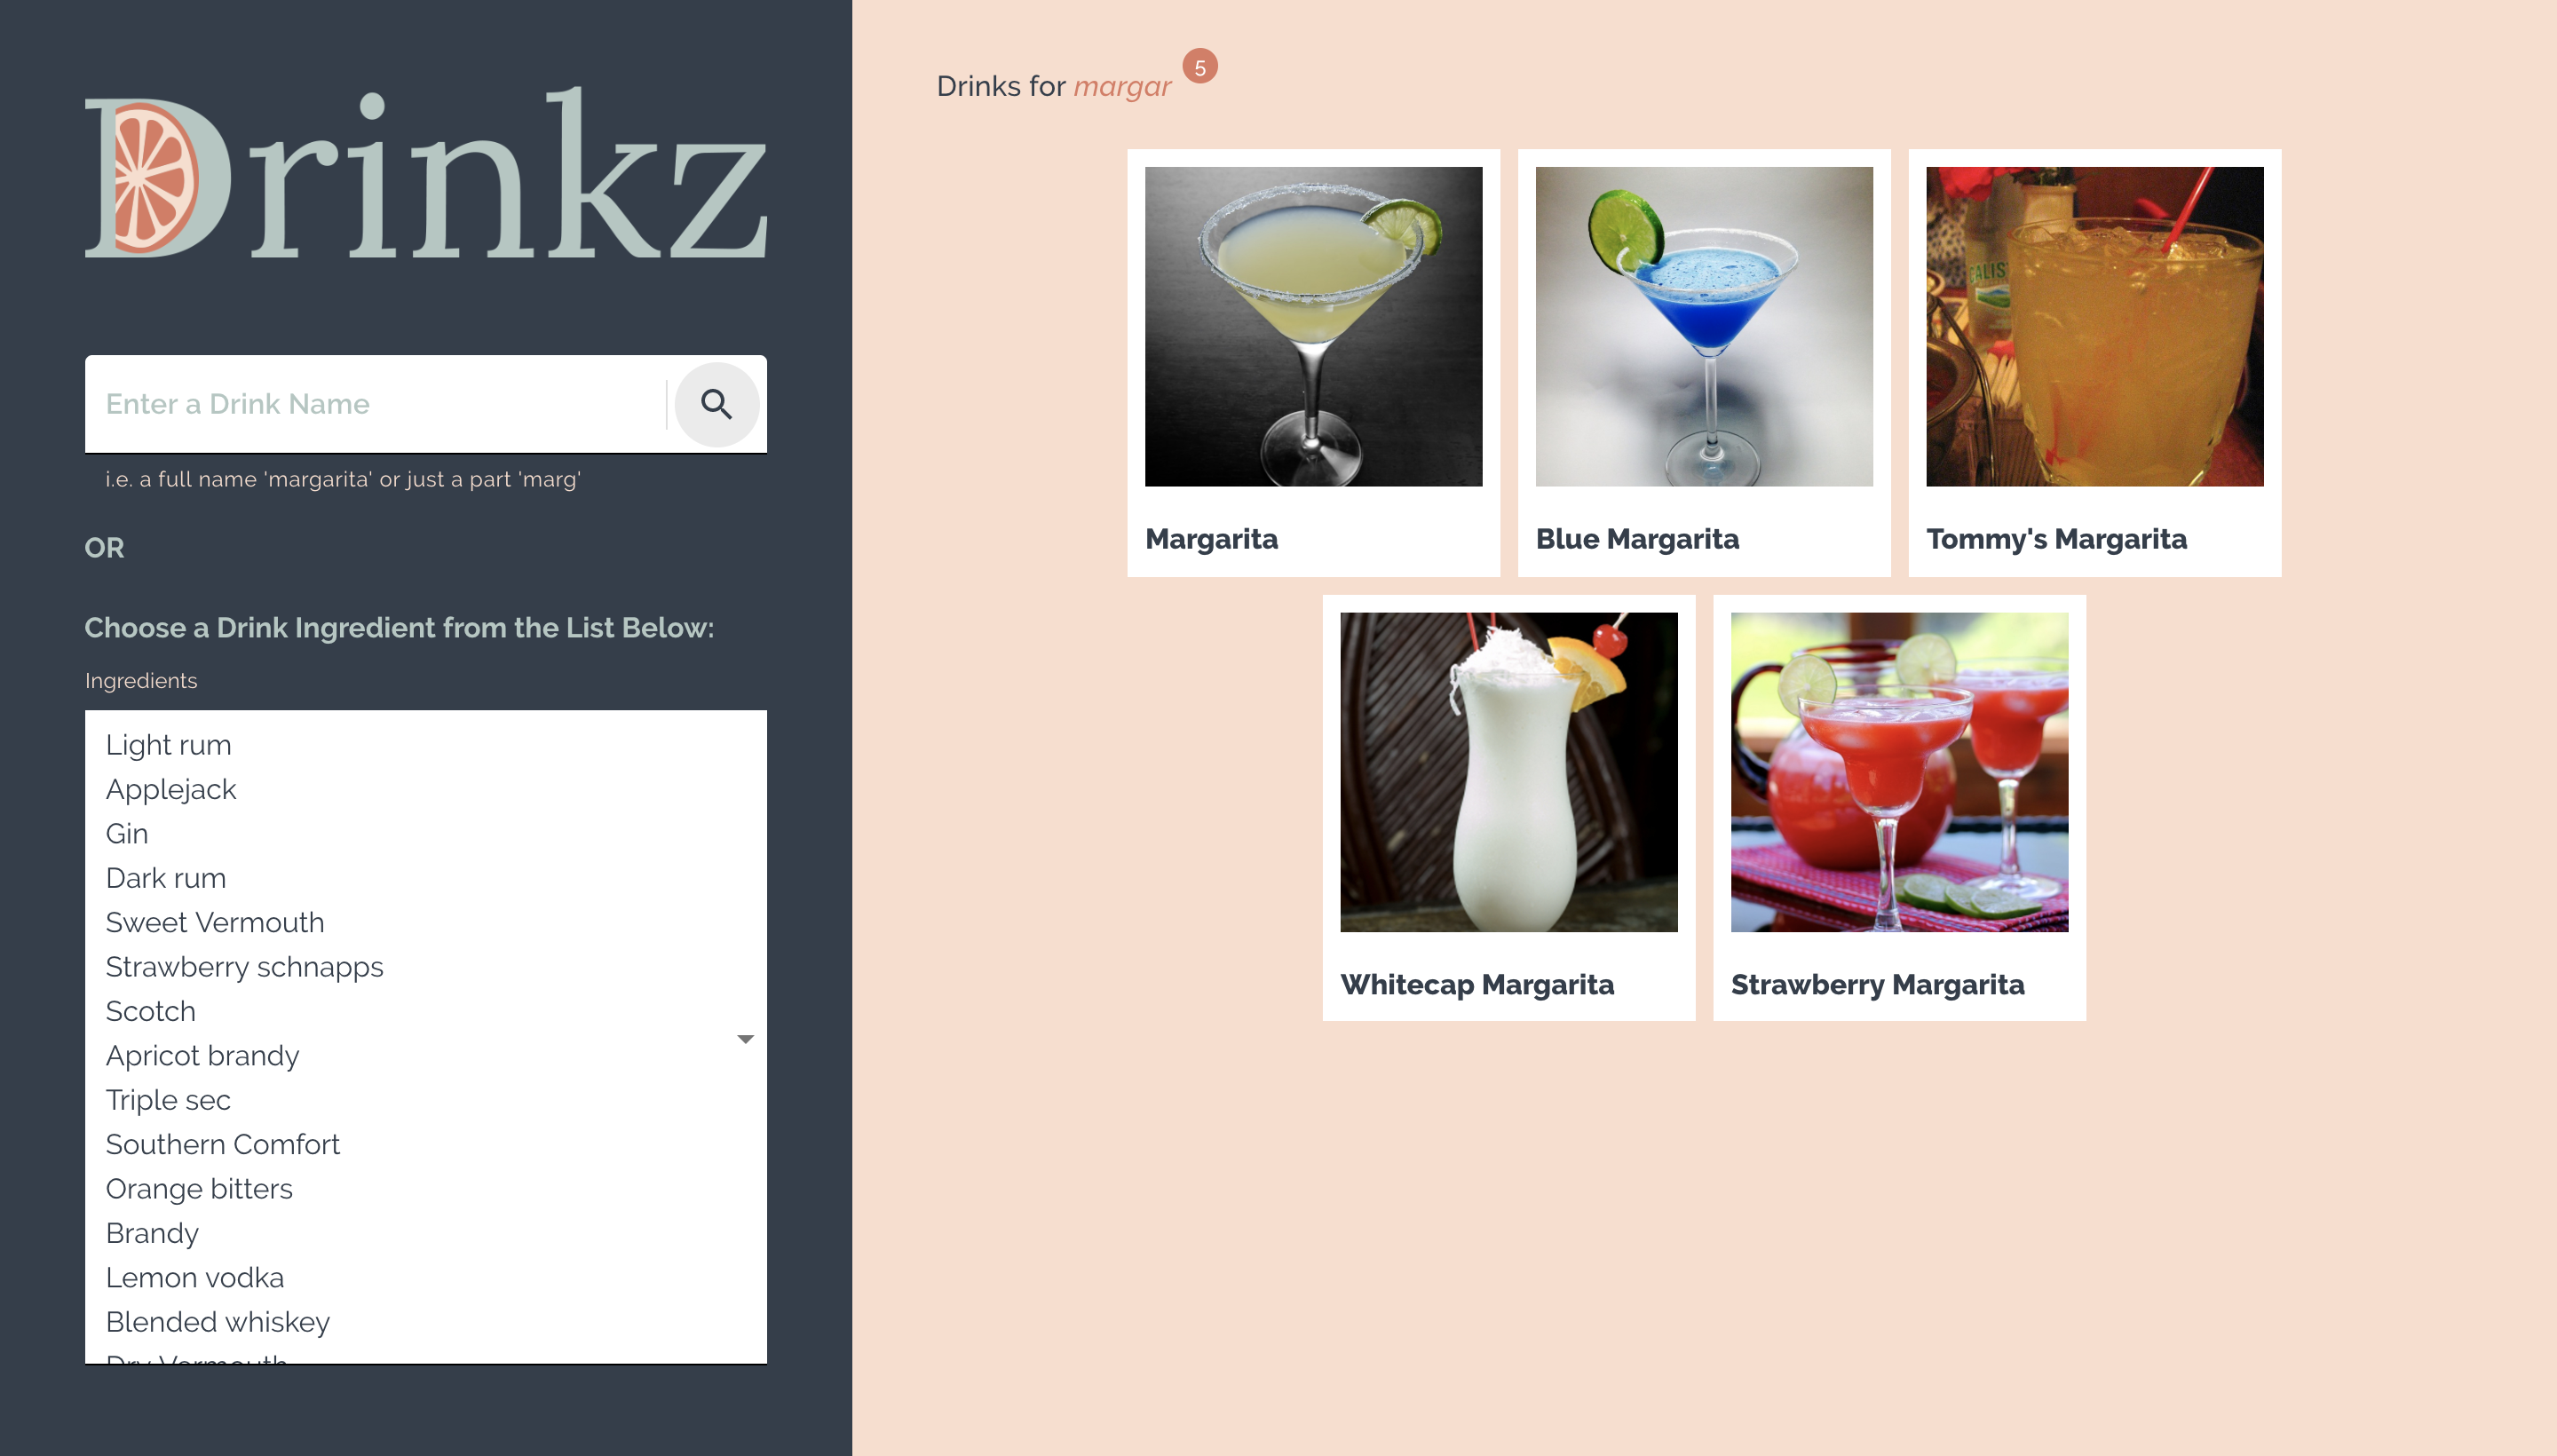 Drinkz
Enter a Drink Name
i.e. a full name 'margarita' or just a part 'marg'
OR
Choose a Drink Ingredient from the List Below:
Ingredients
Light rum
Applejack
Gin
Dark rum
Sweet Vermouth
Strawberry schnapps
Scotch
Apricot brandy
Triple sec
Southern Comfort
Orange bitters
Brandy
Lemon vodka
Blended whiskey
Dry Vermouth
Drinks for margar 5
CALIS
Margarita
Blue Margarita
Tommy's Margarita
Whitecap Margarita
Strawberry Margarita